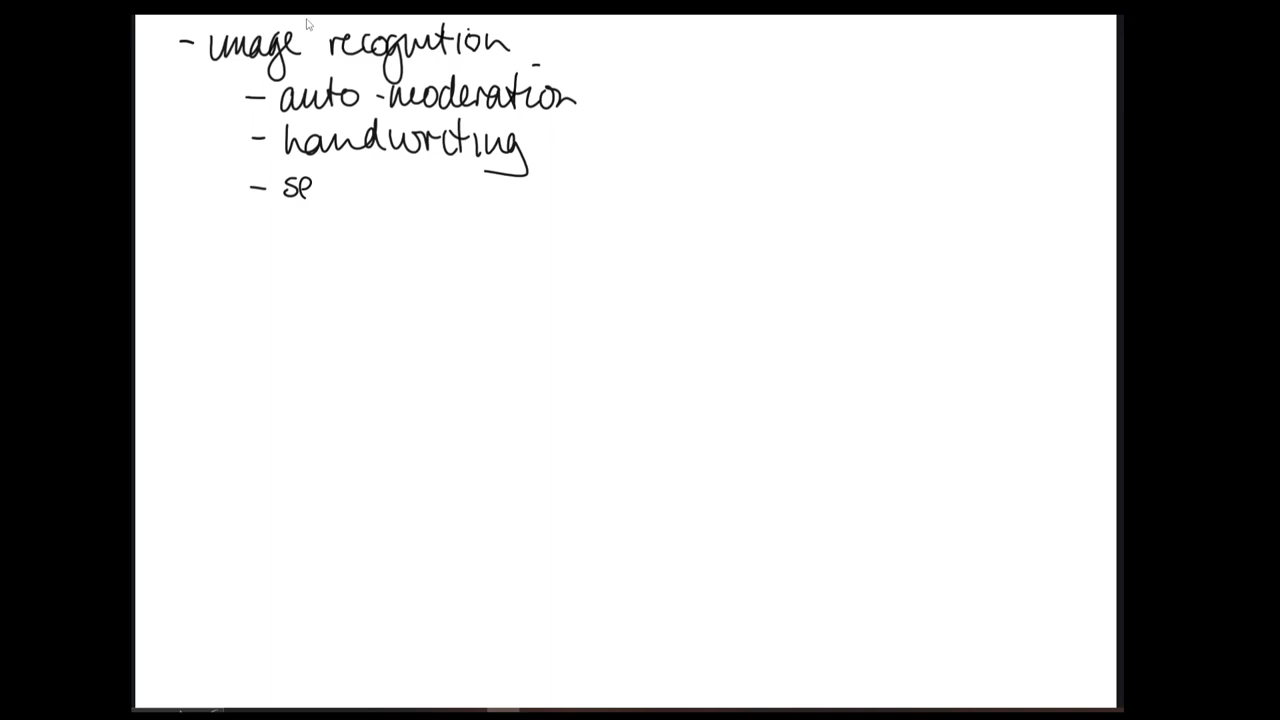 - image recognition
- auto-moderation
- handwriting
- se